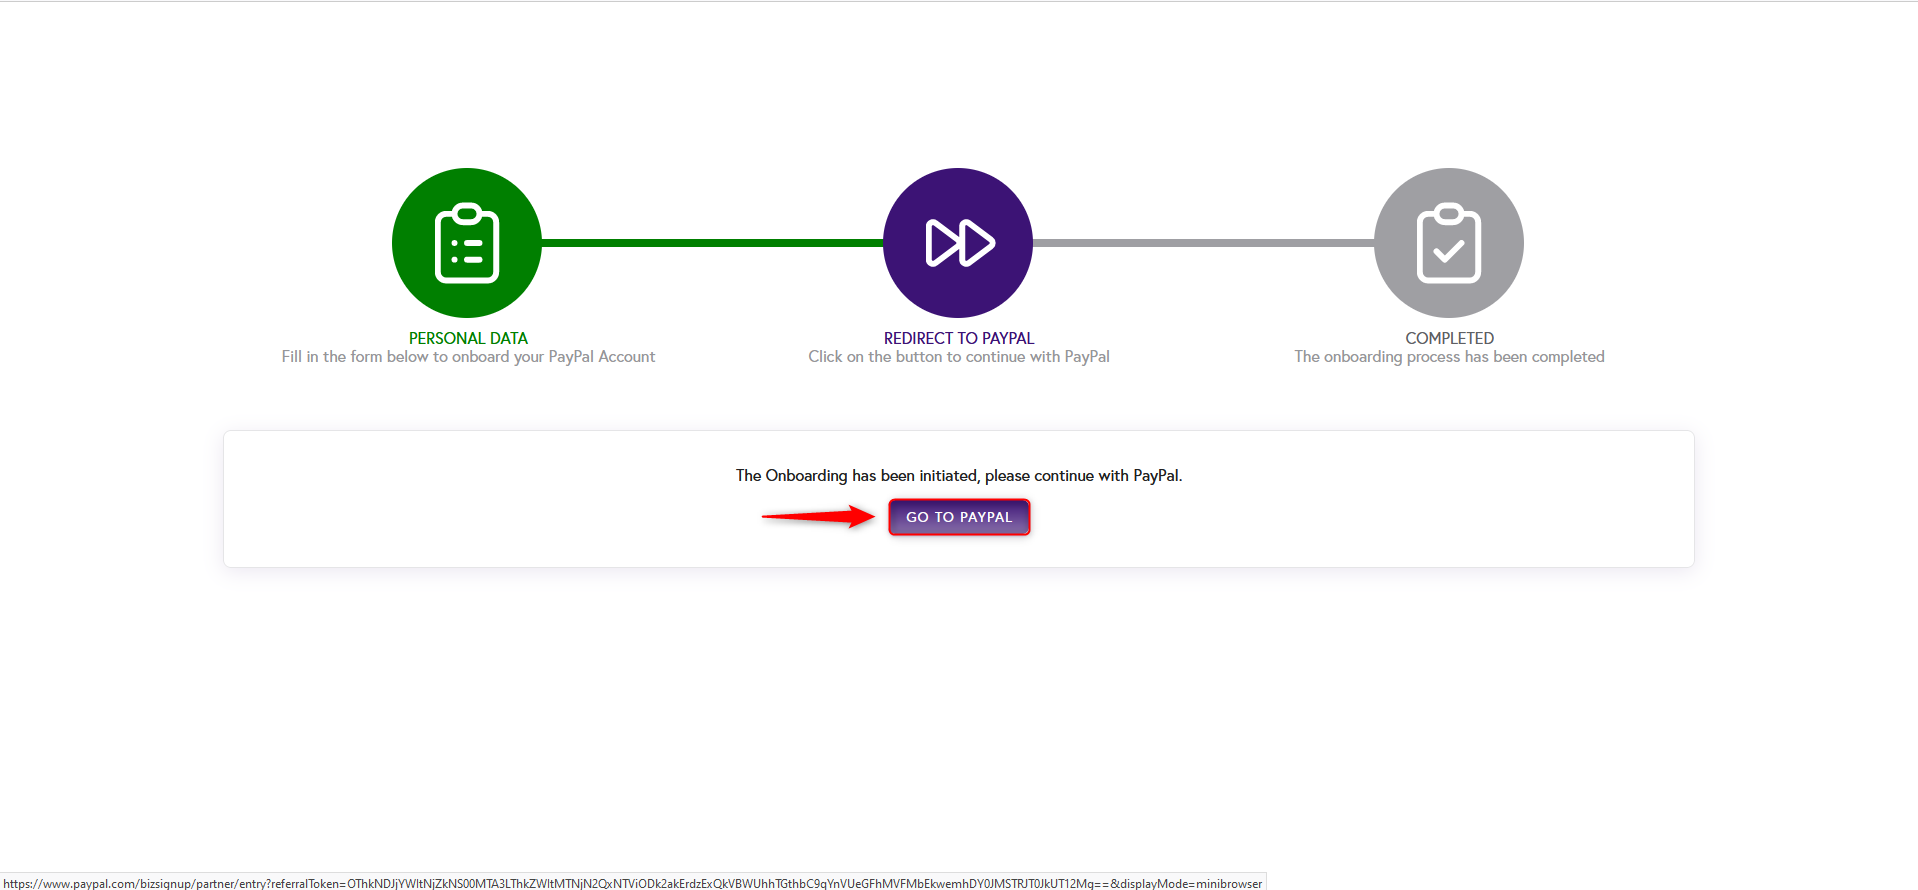 PERSONAL DATA
Fill in the form below to onboard your PayPal Account
REDIRECT TO PAYPAL
Click on the button to continue with PayPal
COMPLETED
The onboarding process has been completed
The Onboarding has been initiated, please continue with PayPal.
GO TO PAYPAL
https://www.paypal.com/bizsignup/partner/entry?referralToken=OThkNDJjYWItNjZkNS00MTA3LThkZWItMTNjN2QxNTViODk2akErdzExQkVBWUhhTGthbC9qYnVUeGFhMVFMbEkwemhDY0JMSTRJT0JkUT12Mg==&displayMode=minibrowser